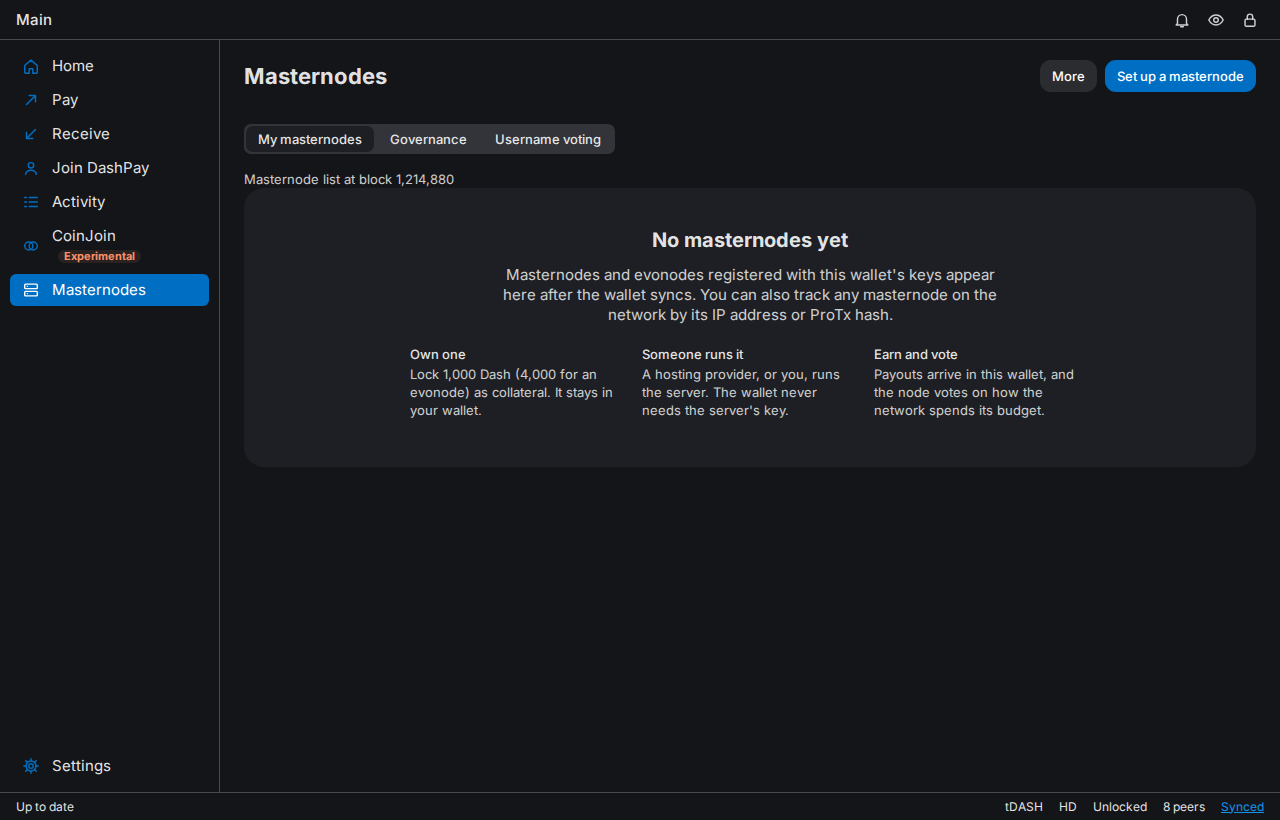 Main
Home
Pay
Receive
Join DashPay
Activity
CoinJoin
Experimental
Masternodes
Settings
Masternodes
More
Set up a masternode
My masternodes
Governance
Username voting
Masternode list at block 1,214,880
No masternodes yet
Masternodes and evonodes registered with this wallet's keys appear
here after the wallet syncs. You can also track any masternode on the
network by its IP address or ProTx hash.
Own one
Lock 1,000 Dash (4,000 for an
evonode) as collateral. It stays in
your wallet.
Someone runs it
A hosting provider, or you, runs
the server. The wallet never
needs the server's key.
Earn and vote
Payouts arrive in this wallet, and
the node votes on how the
network spends its budget.
Up to date
tDASH
HD
Unlocked
8 peers
Synced